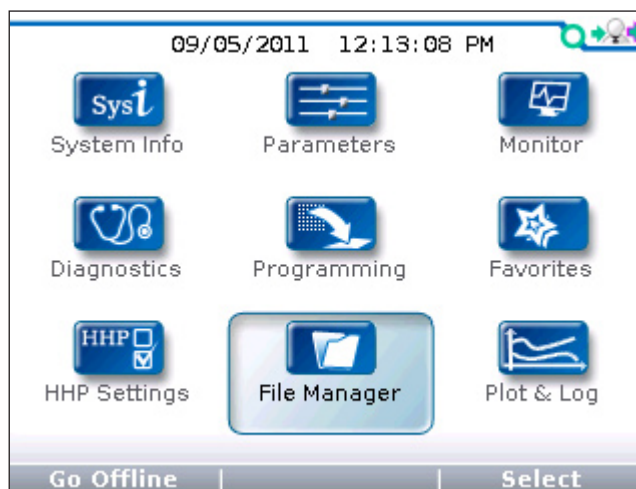 09/05/2011 12:13:08 PM
Sysi
System Info
Parameters
Monitor
Diagnostics
Programming
Favorites
HHP
HHP Settings
File Manager
Plot & Log
Go Offline
Select